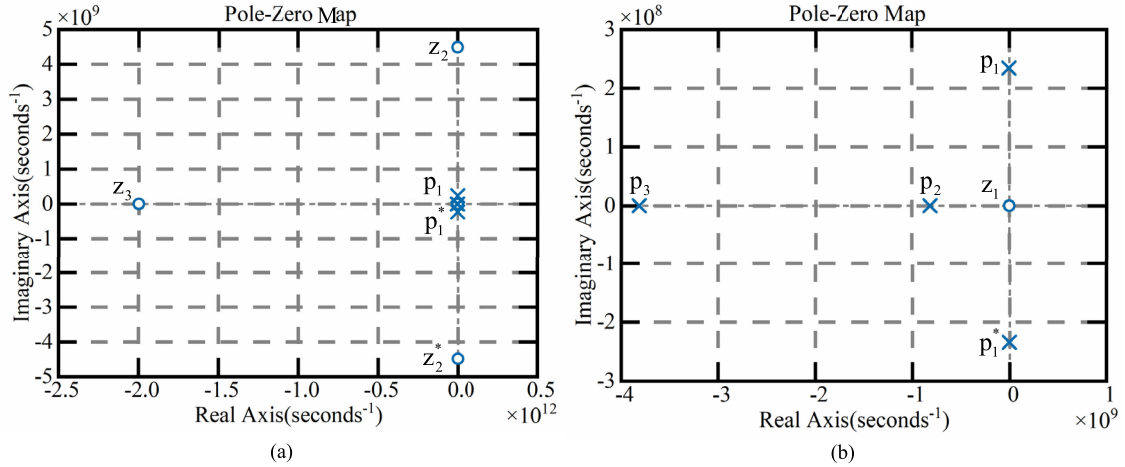 ×10⁹ Pole-Zero Map
5
4
3
2
1
0
-1
-2
-3
-4
-5
Imaginary Axis(seconds⁻¹)
z₂
z₃
p₁
p₁*
z₂*
-2.5 -2.0 -1.5 -1.0 -0.5 0.0 0.5
Real Axis(seconds⁻¹) ×10¹²
(a)
×10⁸ Pole-Zero Map
3
2
1
0
-1
-2
-3
Imaginary Axis(seconds⁻¹)
p₁
p₃ p₂ z₁
p₁*
-4 -3 -2 -1 0 1
Real Axis(seconds⁻¹) ×10⁹
(b)